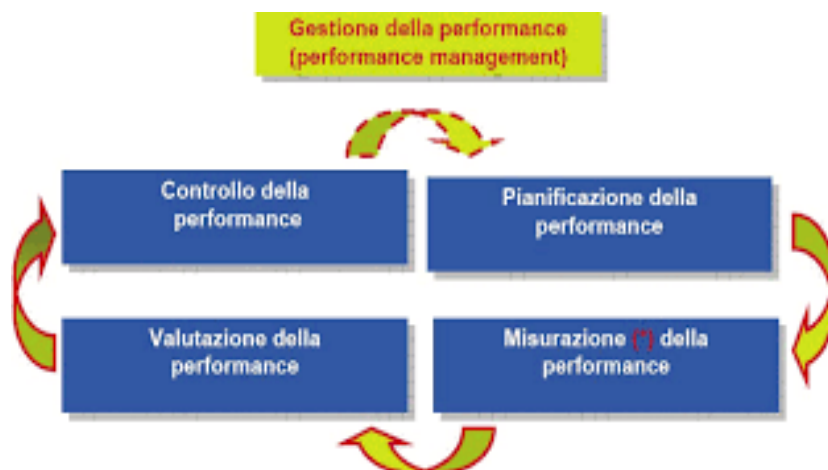 Gestione della performance
(performance management)
Controllo della
performance
Pianificazione della
performance
Valutazione della
performance
Misurazione (*) della
performance